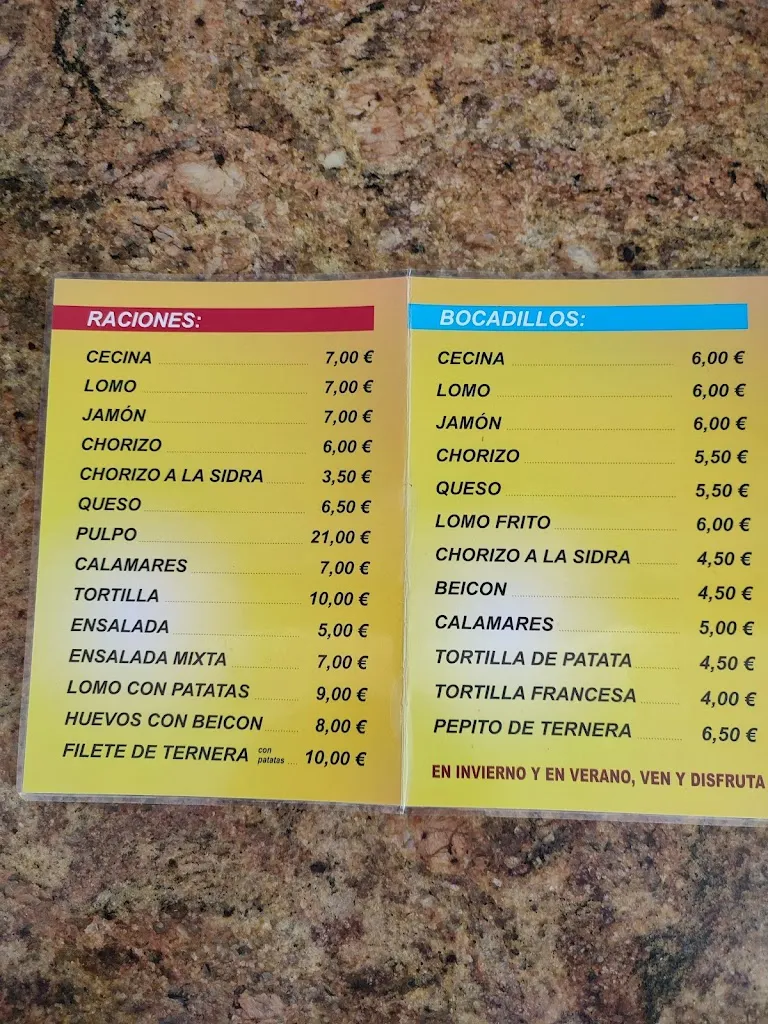 RACIONES:
CECINA 7,00 €
LOMO 7,00 €
JAMÓN 7,00 €
CHORIZO 6,00 €
CHORIZO A LA SIDRA 3,50 €
QUESO 6,50 €
PULPO 21,00 €
CALAMARES 7,00 €
TORTILLA 10,00 €
ENSALADA 5,00 €
ENSALADA MIXTA 7,00 €
LOMO CON PATATAS 9,00 €
HUEVOS CON BEICON 8,00 €
FILETE DE TERNERA con patatas 10,00 €
BOCADILLOS:
CECINA 6,00 €
LOMO 6,00 €
JAMÓN 6,00 €
CHORIZO 5,50 €
QUESO 5,50 €
LOMO FRITO 6,00 €
CHORIZO A LA SIDRA 4,50 €
BEICON 4,50 €
CALAMARES 5,00 €
TORTILLA DE PATATA 4,50 €
TORTILLA FRANCESA 4,00 €
PEPITO DE TERNERA 6,50 €
EN INVIERNO Y EN VERANO, VEN Y DISFRUTA